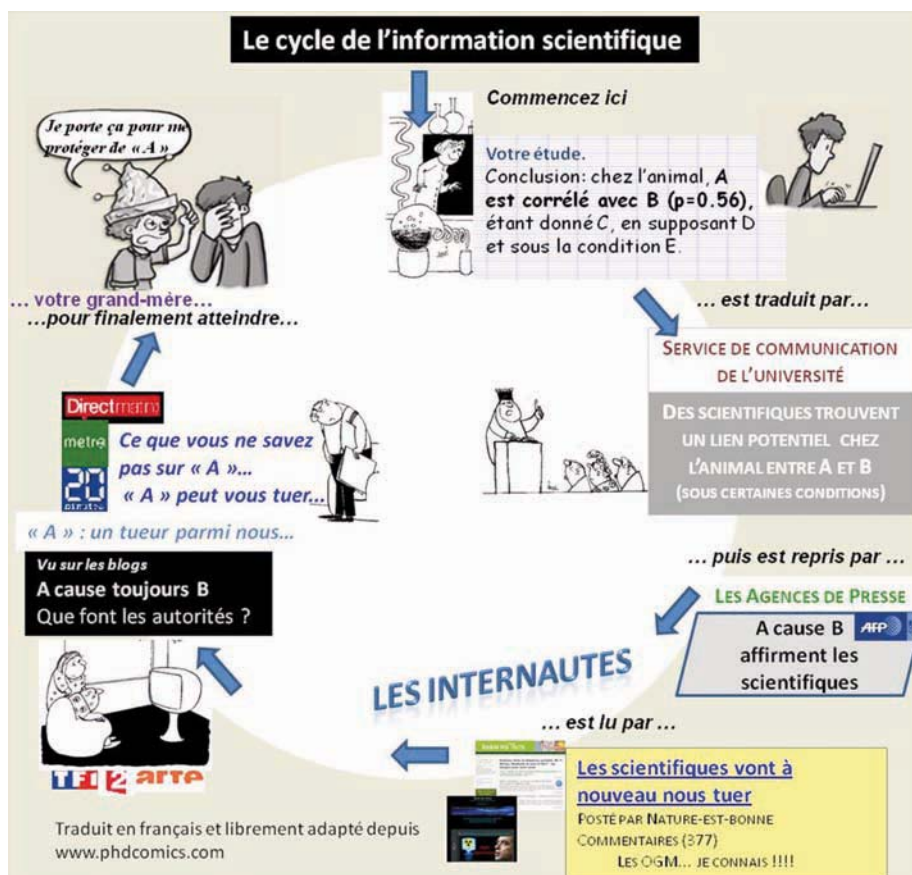 Le cycle de l'information scientifique
Commencez ici
Votre étude.
Conclusion: chez l'animal, A
est corrélé avec B (p=0.56),
étant donné C, en supposant D
et sous la condition E.
... est traduit par...
SERVICE DE COMMUNICATION
DE L'UNIVERSITÉ
DES SCIENTIFIQUES TROUVENT
UN LIEN POTENTIEL CHEZ
L'ANIMAL ENTRE A ET B
(SOUS CERTAINES CONDITIONS)
... puis est repris par ...
LES AGENCES DE PRESSE
A cause B AFP
affirment les
scientifiques
LES INTERNAUTES
... est lu par ...
Les scientifiques vont à
nouveau nous tuer
POSTÉ PAR NATURE-EST-BONNE
COMMENTAIRES (377)
LES OGM... JE CONNAIS !!!!
TF1 2 arte
Vu sur les blogs
A cause toujours B
Que font les autorités ?
« A » : un tueur parmi nous...
Direct
metro
20
Ce que vous ne savez
pas sur « A »...
« A » peut vous tuer...
...pour finalement atteindre...
... votre grand-mère...
Je porte ça pour me
protéger de « A »
Traduit en français et librement adapté depuis
www.phdcomics.com